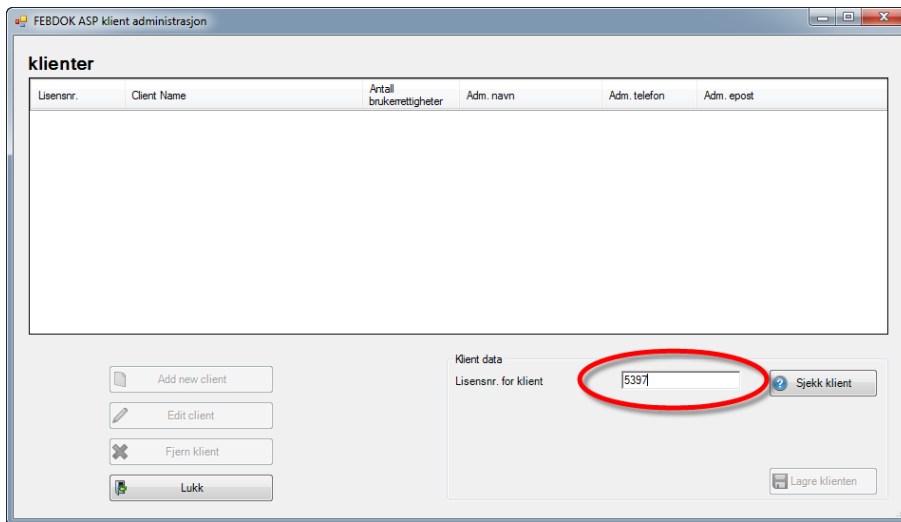 FEBDOK ASP klient administrasjon
klienter
Lisensnr.
Client Name
Antall
brukerrettigheter
Adm. navn
Adm. telefon
Adm. epost
Klient data
Add new client
Lisensnr. for klient
5397
Sjekk klient
Edit client
Fjern klient
Lukk
Lagre klienten